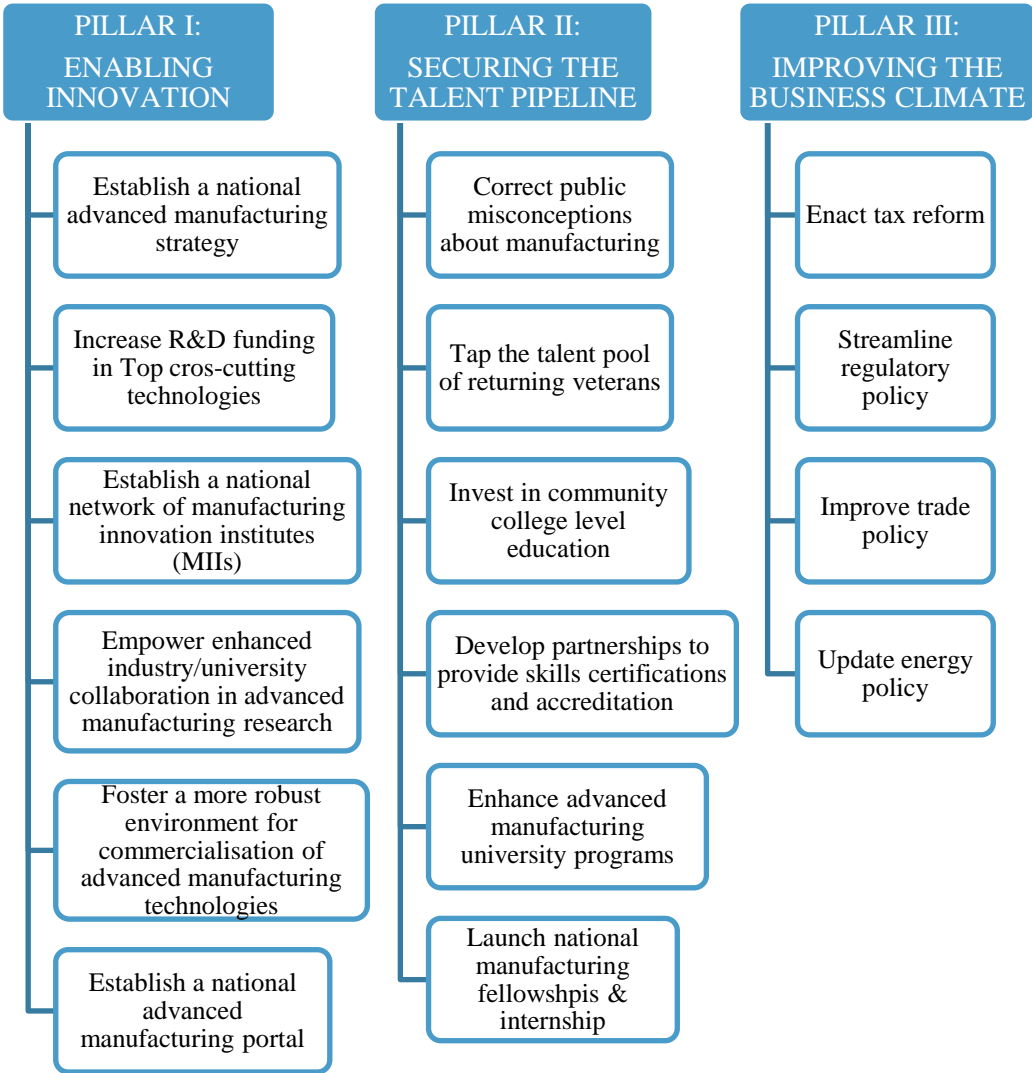 PILLAR I:
ENABLING
INNOVATION
Establish a national
advanced manufacturing
strategy
Increase R&D funding
in Top cros-cutting
technologies
Establish a national
network of manufacturing
innovation institutes
(MIIs)
Empower enhanced
industry/university
collaboration in advanced
manufacturing research
Foster a more robust
environment for
commercialisation of
advanced manufacturing
technologies
Establish a national
advanced
manufacturing portal
PILLAR II:
SECURING THE
TALENT PIPELINE
Correct public
misconceptions
about manufacturing
Tap the talent pool
of returning veterans
Invest in community
college level
education
Develop partnerships to
provide skills certifications
and accreditation
Enhance advanced
manufacturing
university programs
Launch national
manufacturing
fellowshpis &
internship
PILLAR III:
IMPROVING THE
BUSINESS CLIMATE
Enact tax reform
Streamline
regulatory
policy
Improve trade
policy
Update energy
policy